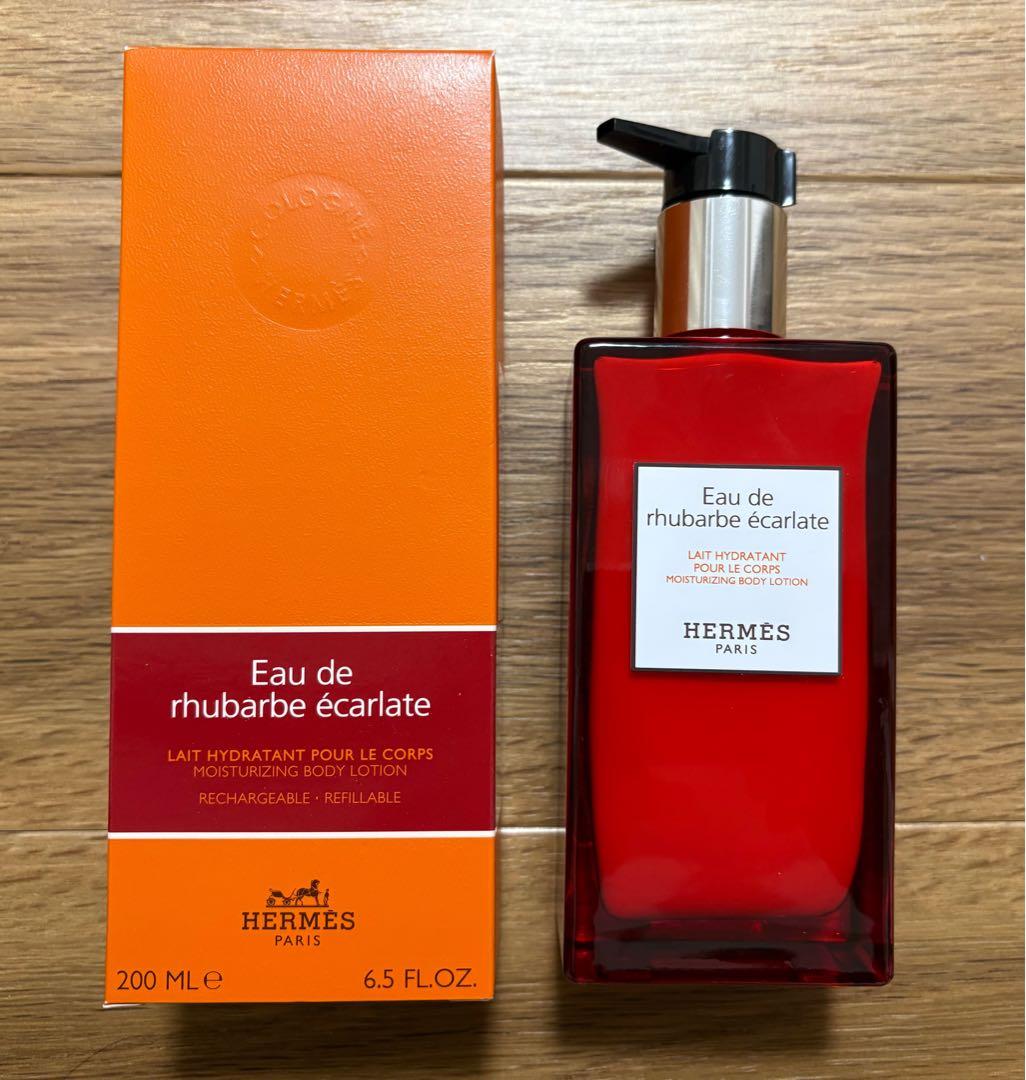 COLOGNE
HERMÈS
Eau de
rhubarbe écarlate
LAIT HYDRATANT POUR LE CORPS
MOISTURIZING BODY LOTION
RECHARGEABLE · REFILLABLE
HERMÈS
PARIS
200 ML ℮ 6.5 FL.OZ.
Eau de
rhubarbe écarlate
LAIT HYDRATANT
POUR LE CORPS
MOISTURIZING BODY LOTION
HERMÈS
PARIS